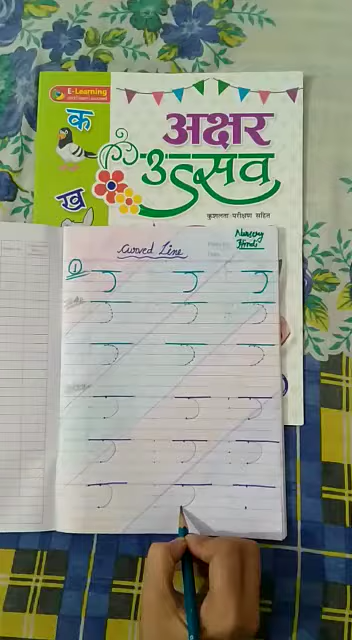 E-Learning
क
अक्षर
उत्सव
ख
कुशलता परीक्षण सहित
Nursery
Hindi
Curved Line
1